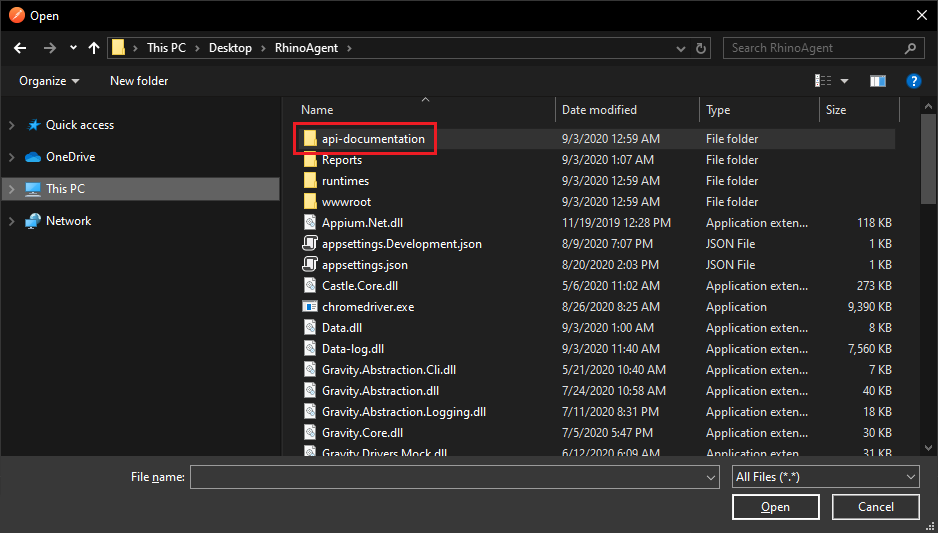 Open
This PC Desktop RhinoAgent Search RhinoAgent
Organize New folder
Name Date modified Type Size
Quick access
OneDrive
This PC
Network
api-documentation 9/3/2020 12:59 AM File folder
Reports 9/3/2020 1:07 AM File folder
runtimes 9/3/2020 12:59 AM File folder
wwwroot 9/3/2020 12:59 AM File folder
Appium.Net.dll 11/19/2019 12:28 PM Application exten... 118 KB
appsettings.Development.json 8/9/2020 7:07 PM JSON File 1 KB
appsettings.json 8/20/2020 2:03 PM JSON File 1 KB
Castle.Core.dll 5/6/2020 11:02 AM Application exten... 273 KB
chromedriver.exe 8/26/2020 8:25 AM Application 9,390 KB
Data.dll 9/3/2020 1:00 AM Application exten... 8 KB
Data-log.dll 9/3/2020 11:40 AM Application exten... 7,560 KB
Gravity.Abstraction.Cli.dll 5/21/2020 10:40 AM Application exten... 7 KB
Gravity.Abstraction.dll 7/24/2020 10:58 AM Application exten... 40 KB
Gravity.Abstraction.Logging.dll 7/11/2020 8:31 PM Application exten... 18 KB
Gravity.Core.dll 7/5/2020 5:47 PM Application exten... 30 KB
Gravity.Drivers.Mock.dll 6/12/2020 6:09 AM Application exten... 31 KB
File name: All Files (*.*)
Open Cancel